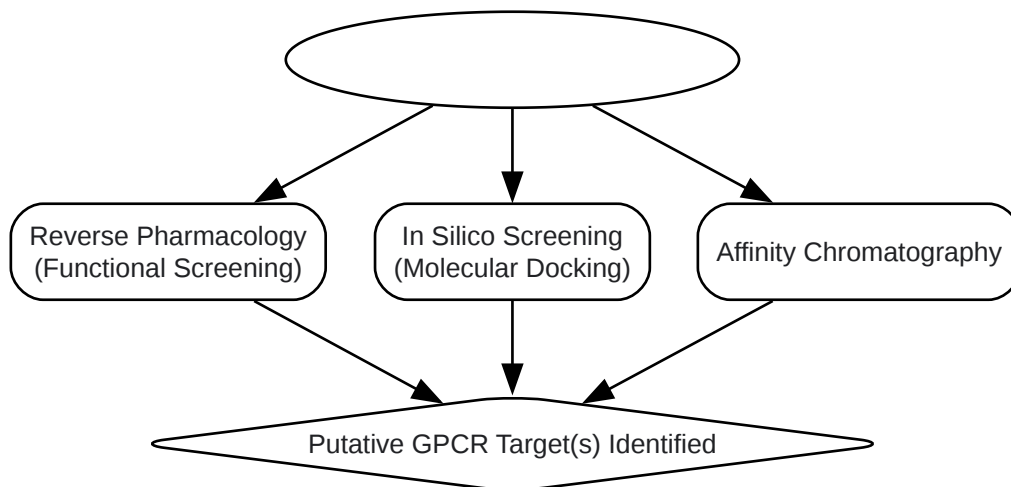 Reverse Pharmacology
(Functional Screening)
In Silico Screening
(Molecular Docking)
Affinity Chromatography
Putative GPCR Target(s) Identified